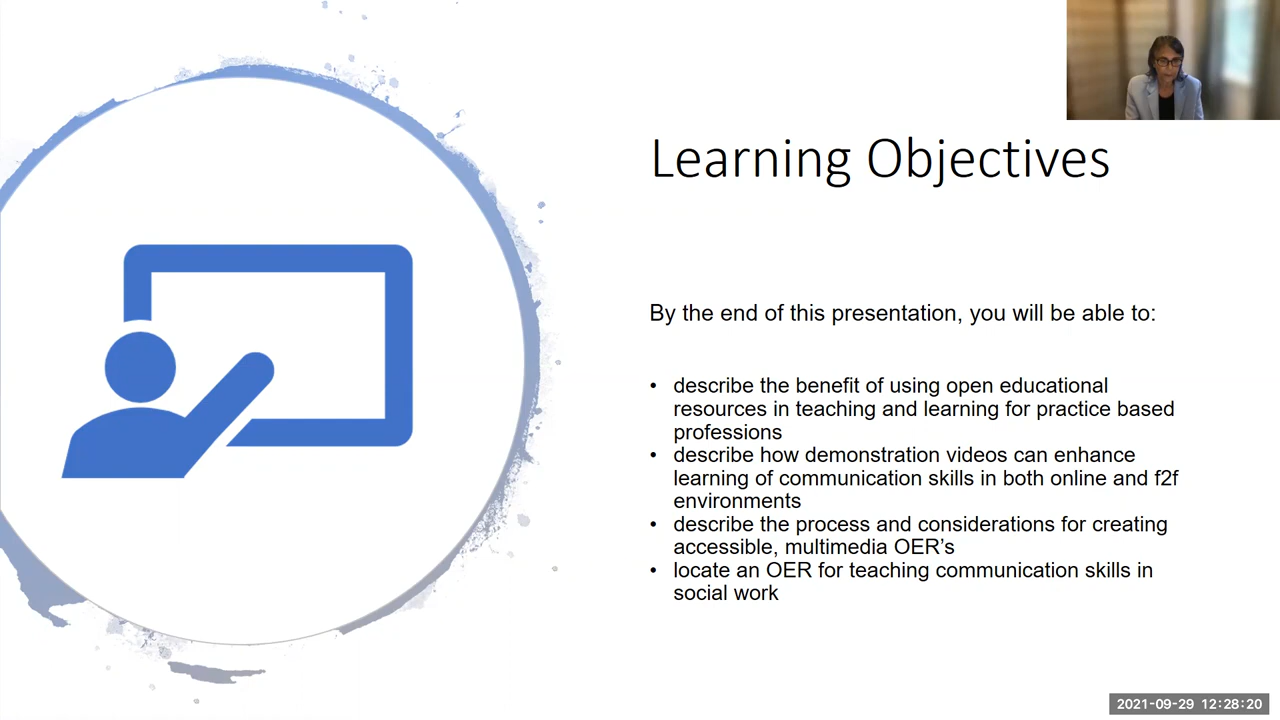 Learning Objectives
By the end of this presentation, you will be able to:
• describe the benefit of using open educational
resources in teaching and learning for practice based
professions
• describe how demonstration videos can enhance
learning of communication skills in both online and f2f
environments
• describe the process and considerations for creating
accessible, multimedia OER’s
• locate an OER for teaching communication skills in
social work
2021-09-29 12:28:20